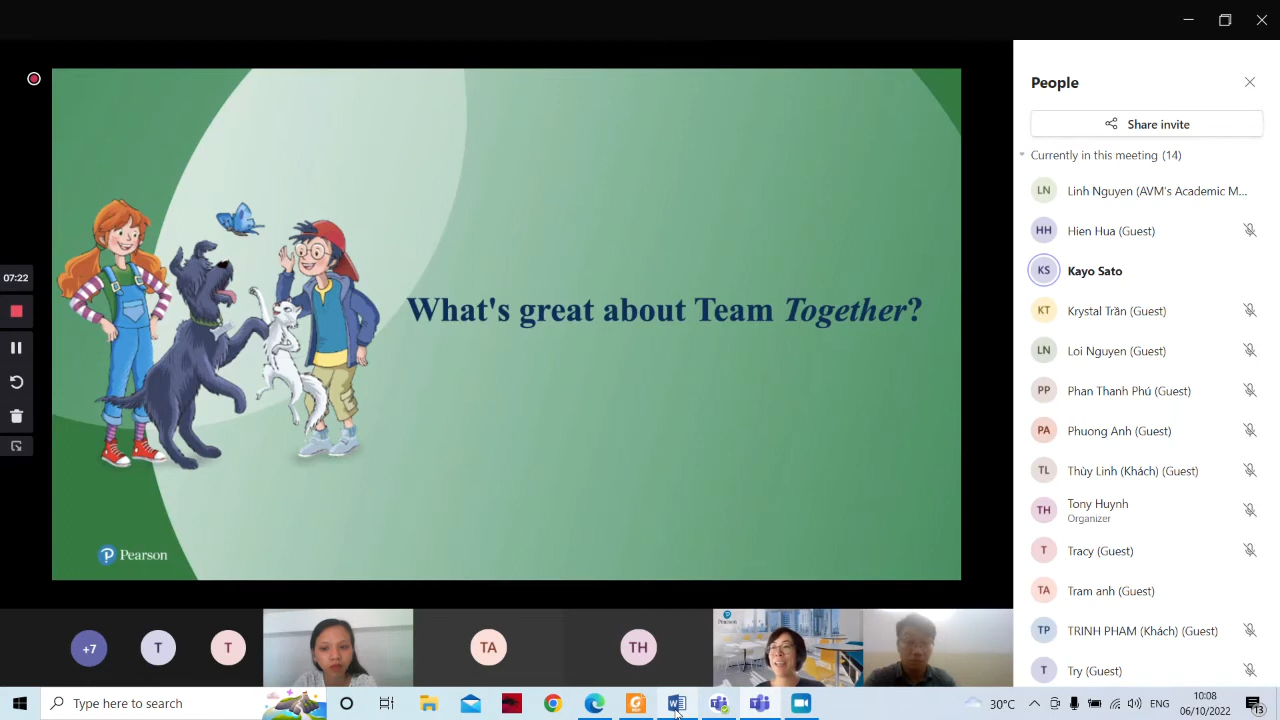 People
Share invite
Currently in this meeting (14)
LN Linh Nguyen (AVM's Academic M...
HH Hien Hua (Guest)
KS Kayo Sato
KT Krystal Trần (Guest)
LN Loi Nguyen (Guest)
PP Phan Thanh Phú (Guest)
PA Phuong Anh (Guest)
TL Thùy Linh (Khách) (Guest)
TH Tony Huynh
Organizer
T Tracy (Guest)
TA Tram anh (Guest)
TP TRINH PHAM (Khách) (Guest)
T Try (Guest)
07:22
What's great about Team Together?
Pearson
+7
T
T
TA
TH
Pearson
Type here to search
30°C
ENG
10:08
06/10/2022
13